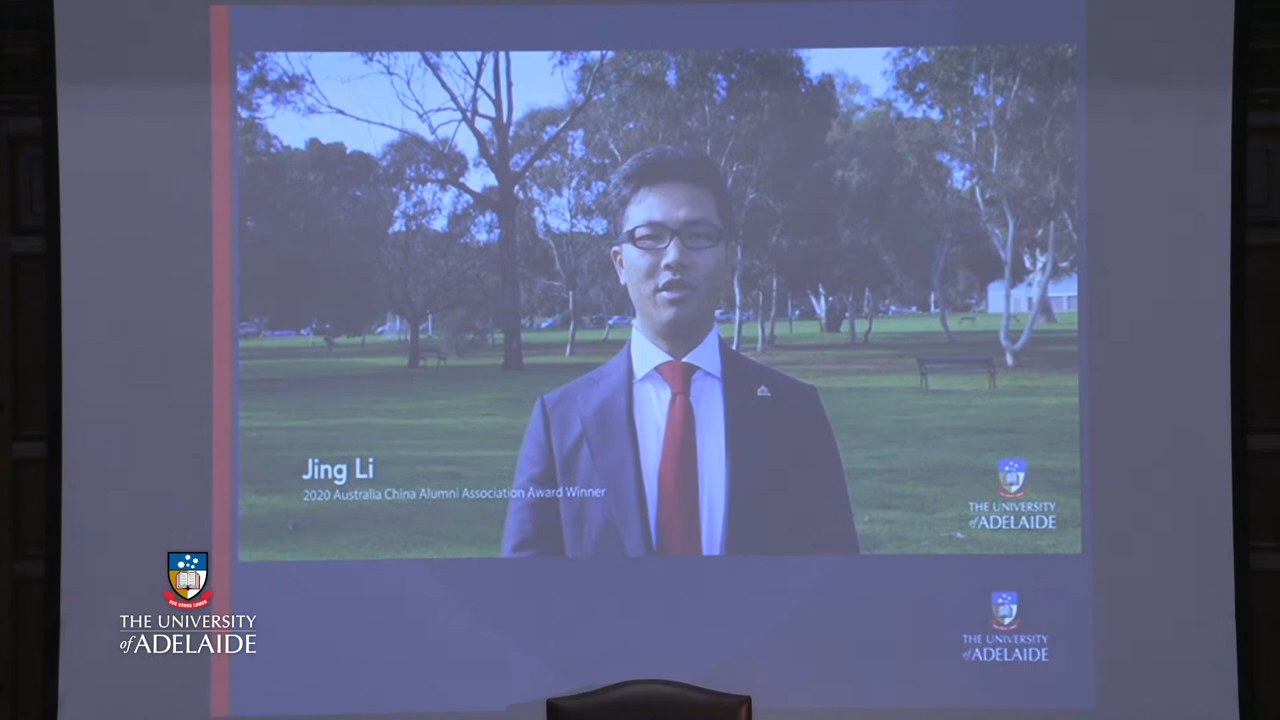 Jing Li
2020 Australia China Alumni Association Award Winner
THE UNIVERSITY
of ADELAIDE
THE UNIVERSITY
of ADELAIDE
THE UNIVERSITY
of ADELAIDE